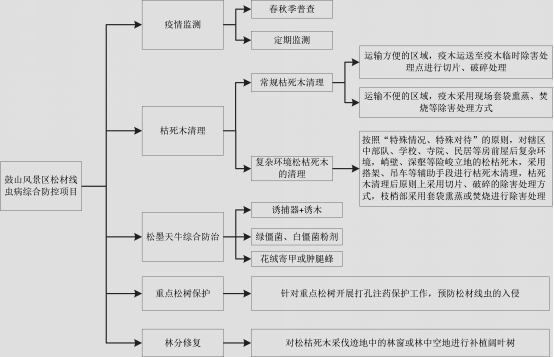 鼓山风景区松材线
虫病综合防控项目
疫情监测
春秋季普查
定期监测
枯死木清理
常规枯死木清理
运输方便的区域，疫木运送至疫木临时除害处
理点进行切片、破碎处理
运输不便的区域，疫木采用现场套袋熏蒸、焚
烧等除害处理方式
复杂环境松枯死木
的清理
按照“特殊情况、特殊对待”的原则，对辖区
中部队、学校、寺院、民居等房前屋后复杂环
境，峭壁、深壑等险峻立地的松枯死木，采用
搭架、吊车等辅助手段进行枯死木清理，枯死
木清理后原则上采用切片、破碎的除害处理方
式，枝梢部采用套袋熏蒸或焚烧进行除害处理
松墨天牛综合防治
诱捕器+诱木
绿僵菌、白僵菌粉剂
花绒寄甲或肿腿蜂
重点松树保护
针对重点松树开展打孔注药保护工作，预防松材线虫的入侵
林分修复
对松枯死木采伐迹地中的林窗或林中空地进行补植阔叶树